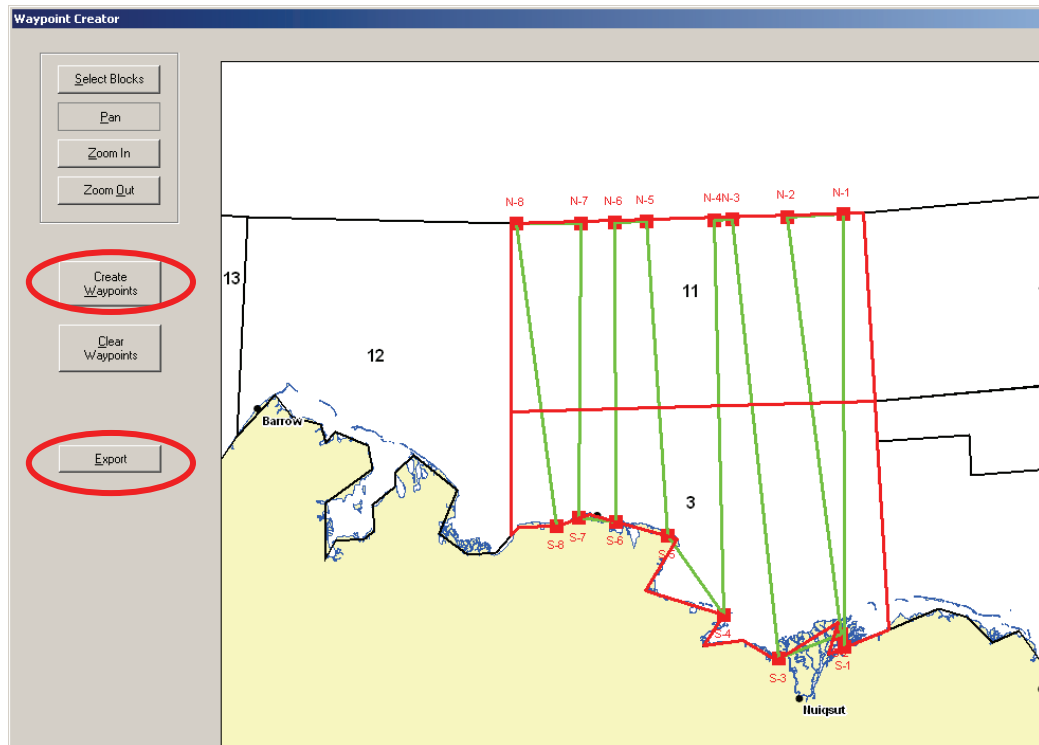 Waypoint Creator
Select Blocks
Pan
Zoom In
Zoom Out
Create
Waypoints
Clear
Waypoints
Export
N-8
N-7
N-6
N-5
N-4
N-3
N-2
N-1
13
11
12
Barrow
3
S-8
S-7
S-6
S-5
S-4
S-3
S-1
Nuiqsut